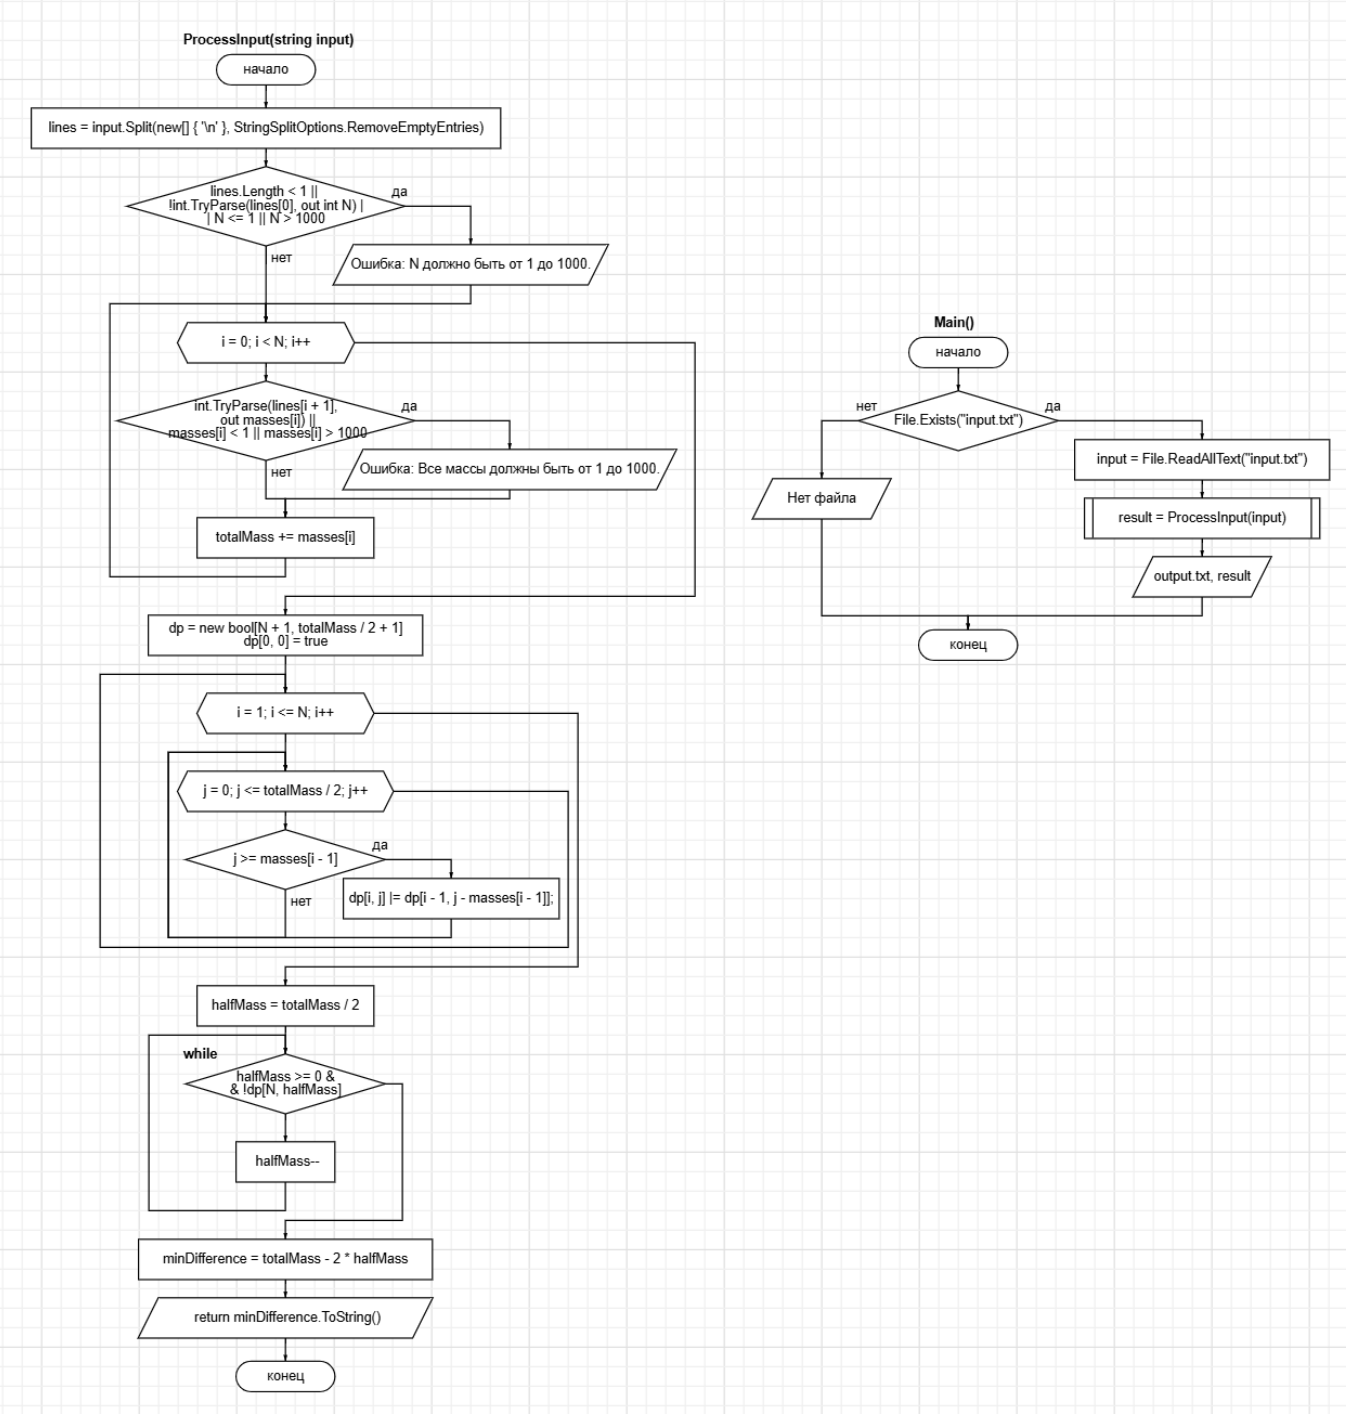 ProcessInput(string input)
начало
lines = input.Split(new[] { '\n' }, StringSplitOptions.RemoveEmptyEntries)
lines.Length < 1 ||
!int.TryParse(lines[0], out int N) |
| N <= 1 || N > 1000
да
нет
Ошибка: N должно быть от 1 до 1000.
i = 0; i < N; i++
int.TryParse(lines[i + 1],
out masses[i]) ||
masses[i] < 1 || masses[i] > 1000
да
нет
Ошибка: Все массы должны быть от 1 до 1000.
totalMass += masses[i]
dp = new bool[N + 1, totalMass / 2 + 1]
dp[0, 0] = true
i = 1; i <= N; i++
j = 0; j <= totalMass / 2; j++
j >= masses[i - 1]
да
нет
dp[i, j] |= dp[i - 1, j - masses[i - 1]];
halfMass = totalMass / 2
while
halfMass >= 0 &
& !dp[N, halfMass]
halfMass--
minDifference = totalMass - 2 * halfMass
return minDifference.ToString()
конец
Main()
начало
File.Exists("input.txt")
нет
да
input = File.ReadAllText("input.txt")
Нет файла
result = ProcessInput(input)
output.txt, result
конец